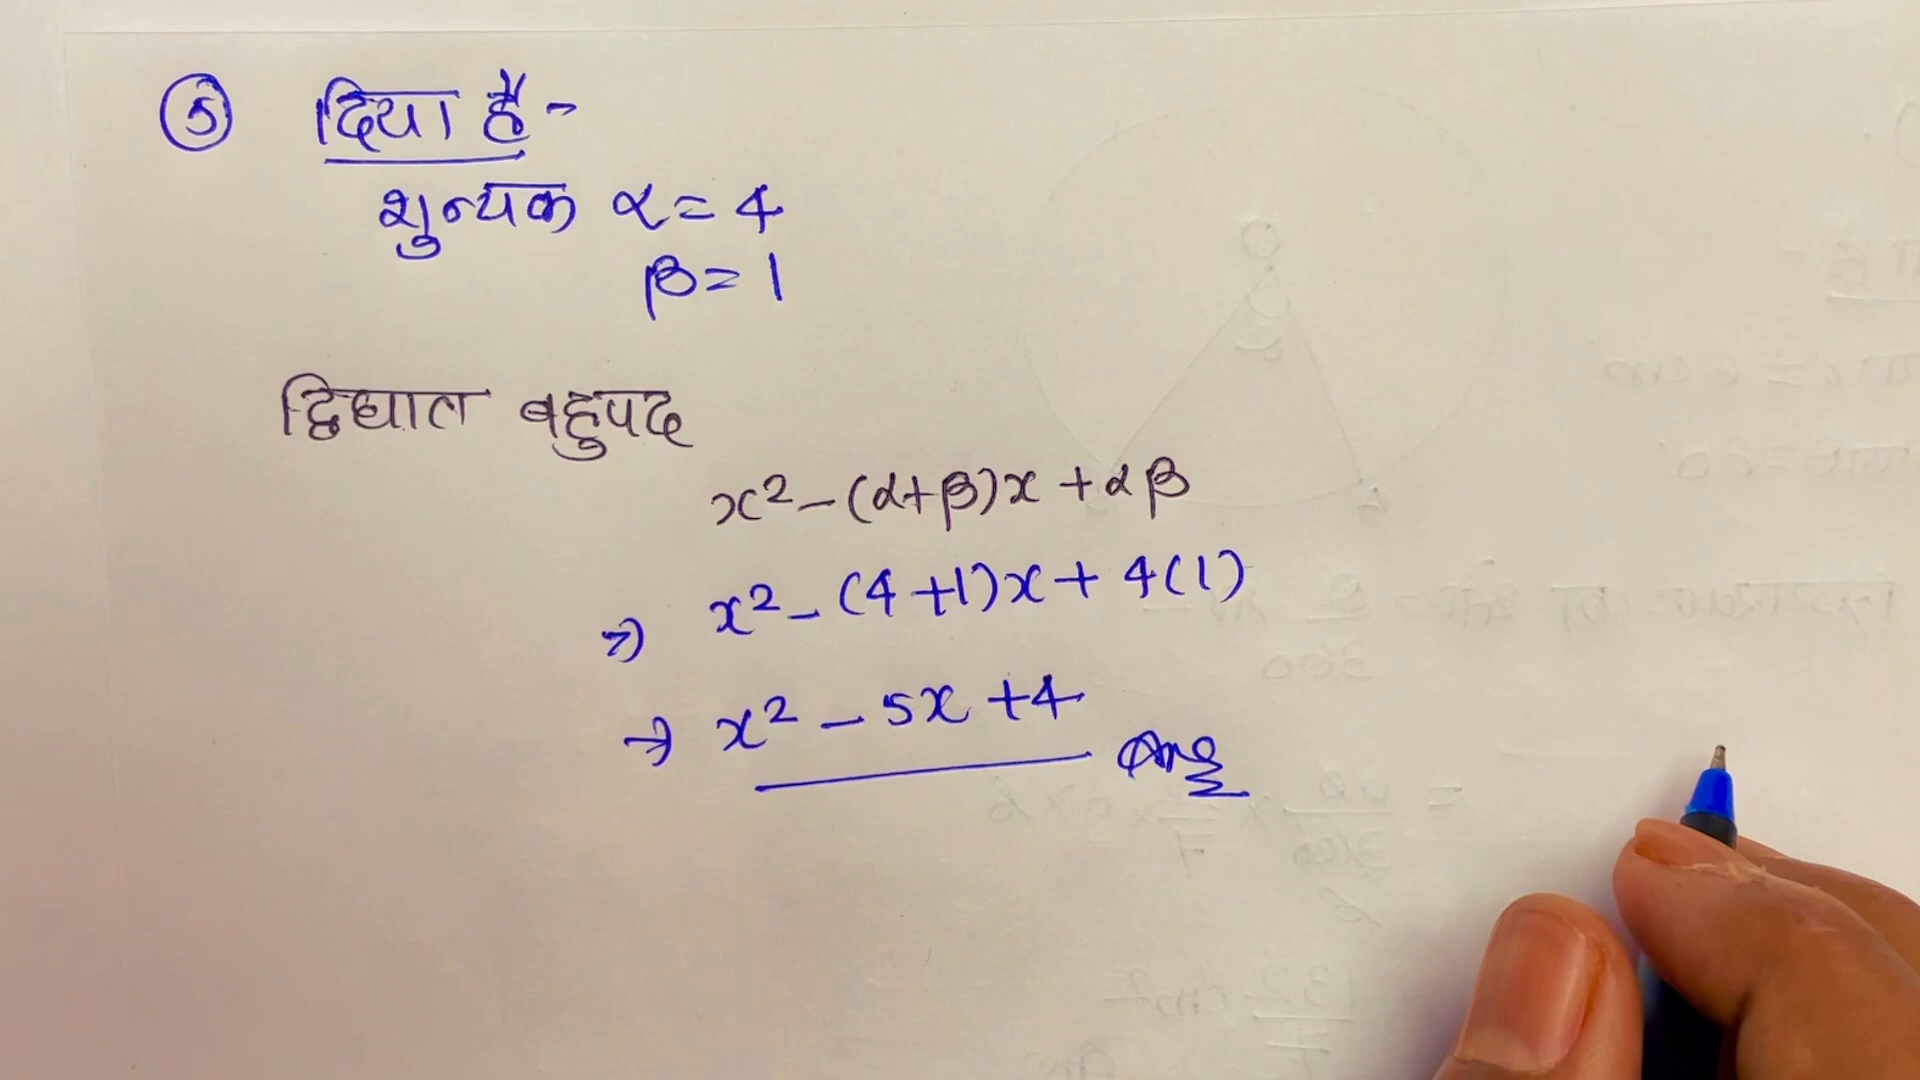 5 दिया है -
शुन्यक α = 4
β = 1
द्विघात बहुपद
x² - (α+β)x + αβ
⇒ x² - (4+1)x + 4(1)
→ x² - 5x + 4
Ans